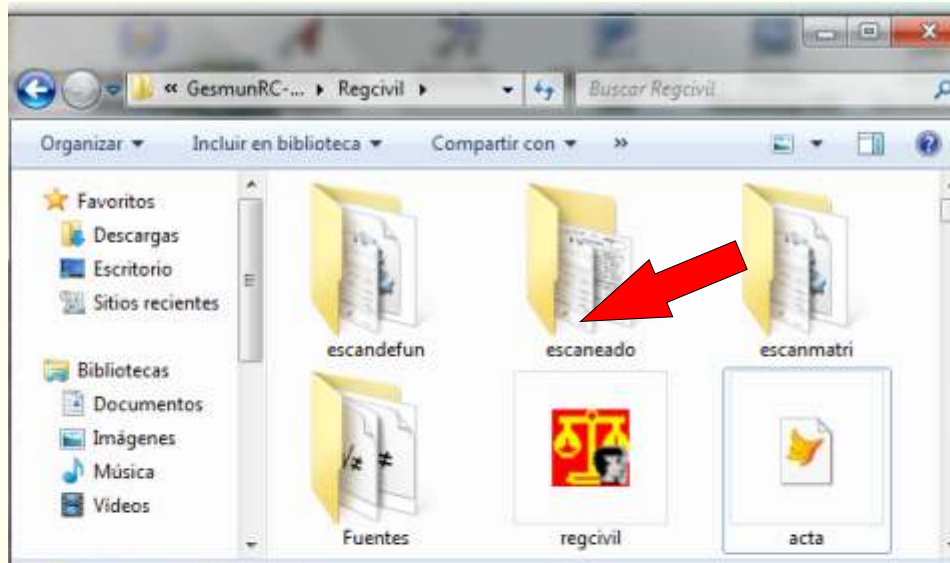 « GesmunRC-... ▸ Regcivil ▸
Buscar Regcivil
Organizar
Incluir en biblioteca
Compartir con
»
Favoritos
Descargas
Escritorio
Sitios recientes
Bibliotecas
Documentos
Imágenes
Música
Videos
escandefun
escaneado
escanmatri
Fuentes
regcivil
acta